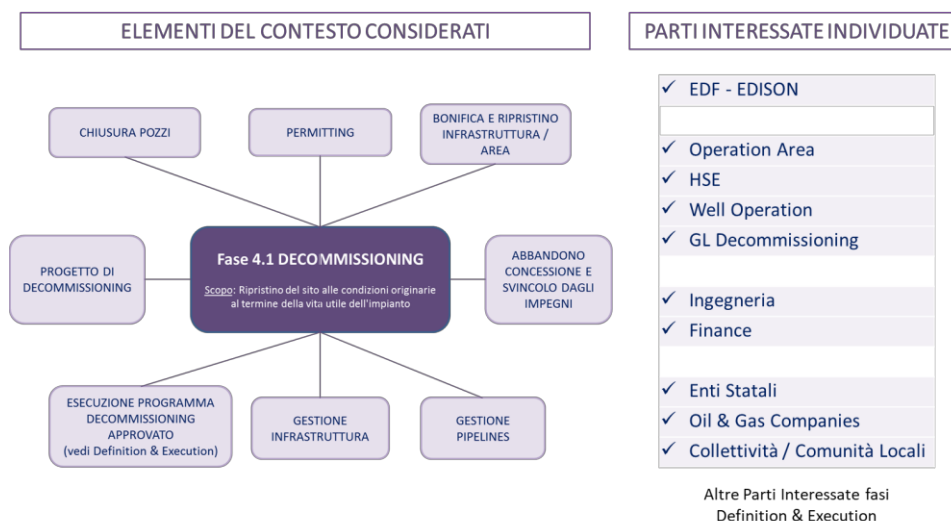 ELEMENTI DEL CONTESTO CONSIDERATI
PARTI INTERESSATE INDIVIDUATE
CHIUSURA POZZI
PERMITTING
BONIFICA E RIPRISTINO
INFRASTRUTTURA /
AREA
PROGETTO DI
DECOMMISSIONING
Fase 4.1 DECOMMISSIONING
Scopo: Ripristino del sito alle condizioni originarie
al termine della vita utile dell'impianto
ABBANDONO
CONCESSIONE E
SVINCOLO DAGLI
IMPEGNI
ESECUZIONE PROGRAMMA
DECOMMISSIONING
APPROVATO
(vedi Definition & Execution)
GESTIONE
INFRASTRUTTURA
GESTIONE
PIPELINES
✓ EDF - EDISON
✓ Operation Area
✓ HSE
✓ Well Operation
✓ GL Decommissioning
✓ Ingegneria
✓ Finance
✓ Enti Statali
✓ Oil & Gas Companies
✓ Collettività / Comunità Locali
Altre Parti Interessate fasi
Definition & Execution